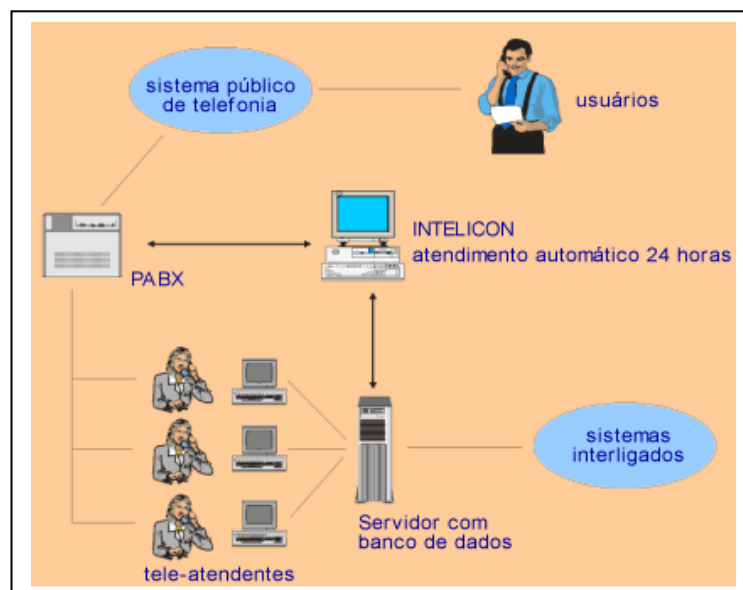 sistema público
de telefonia
usuários
INTELICON
atendimento automático 24 horas
PABX
sistemas
interligados
Servidor com
banco de dados
tele-atendentes